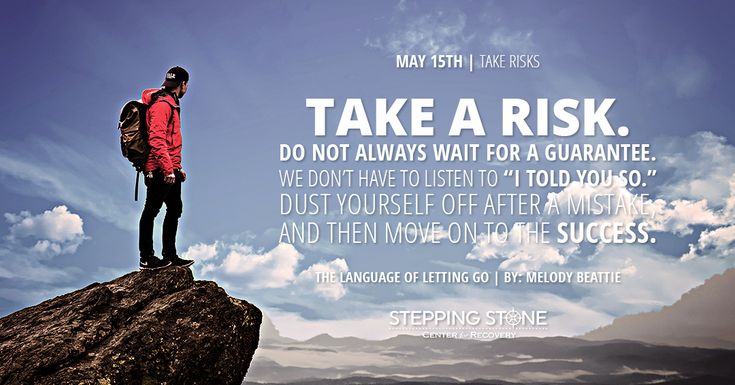 MAY 15TH | TAKE RISKS
TAKE A RISK.
DO NOT ALWAYS WAIT FOR A GUARANTEE.
WE DON'T HAVE TO LISTEN TO “I TOLD YOU SO.”
DUST YOURSELF OFF AFTER A MISTAKE,
AND THEN MOVE ON TO THE SUCCESS.
THE LANGUAGE OF LETTING GO | BY: MELODY BEATTIE
STEPPING STONE
CENTER for RECOVERY